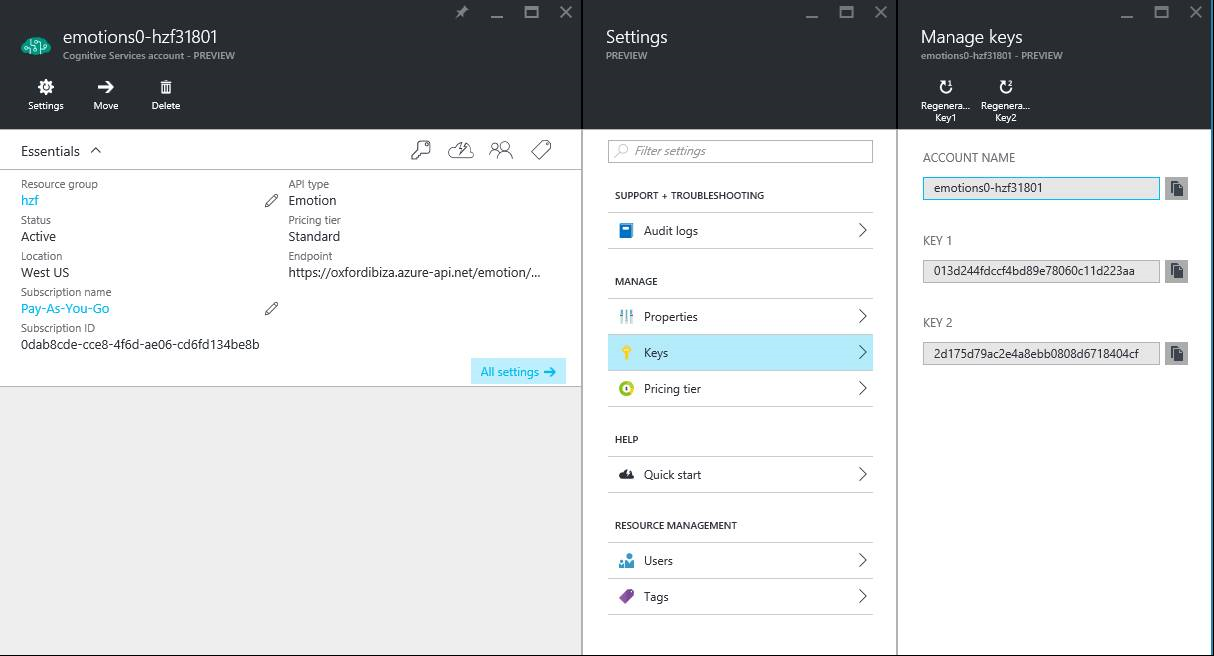 emotions0-hzf31801
Cognitive Services account - PREVIEW
Settings
Move
Delete
Essentials
Resource group
hzf
Status
Active
Location
West US
Subscription name
Pay-As-You-Go
Subscription ID
0dab8cde-cce8-4f6d-ae06-cd6fd134be8b
API type
Emotion
Pricing tier
Standard
Endpoint
https://oxfordibiza.azure-api.net/emotion/...
All settings
Settings
PREVIEW
Filter settings
SUPPORT + TROUBLESHOOTING
Audit logs
MANAGE
Properties
Keys
Pricing tier
HELP
Quick start
RESOURCE MANAGEMENT
Users
Tags
Manage keys
emotions0-hzf31801 - PREVIEW
1
Regenera...
Key1
2
Regenera...
Key2
ACCOUNT NAME
emotions0-hzf31801
KEY 1
013d244fdccf4bd89e78060c11d223aa
KEY 2
2d175d79ac2e4a8ebb0808d6718404cf